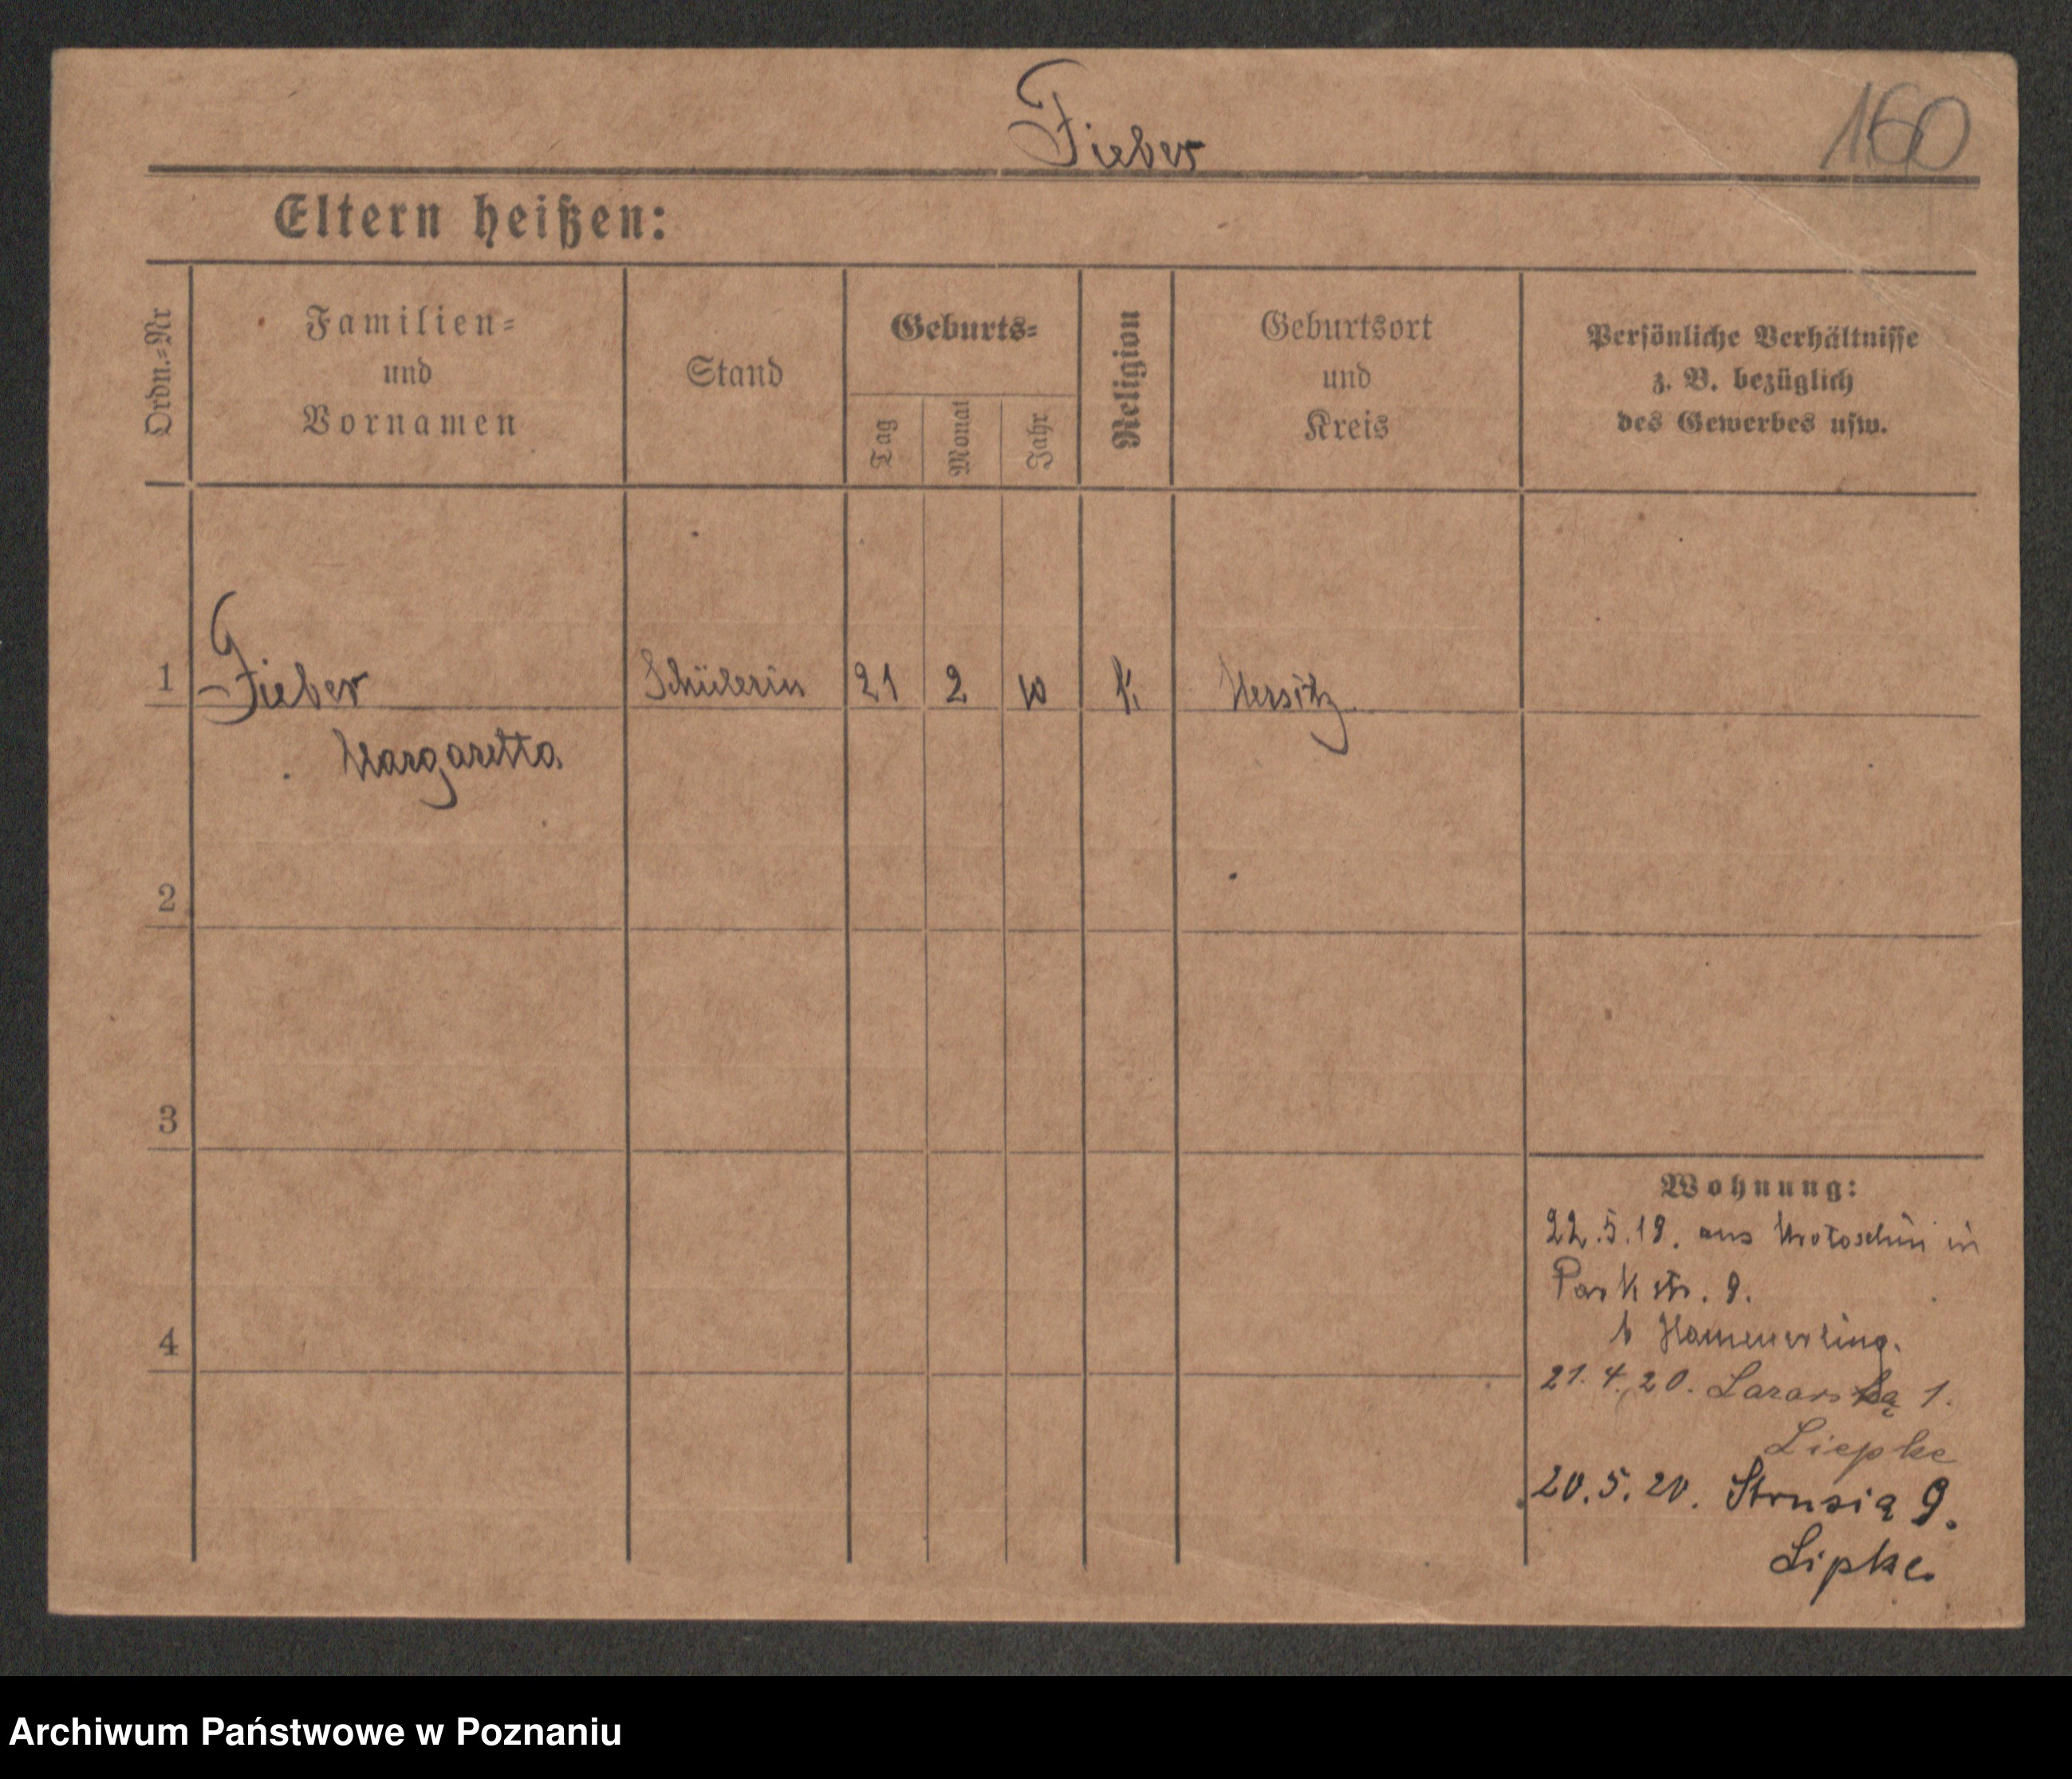 Fieber
160
Eltern heißen:
Ordn.=Nr
Familien=
und
Vornamen
Stand
Geburts=
Tag
Monat
Jahr
Religion
Geburtsort
und
Kreis
Persönliche Verhältnisse
z. B. bezüglich
des Gewerbes usw.
1 Fieber Schülerin 21 2 10 k.
Margaretta
2
3
4
Wohnung:
22.5.19. aus Krotoschin in
Parkstr. 9.
b Hammerling.
21.4.20. Lazarską 1.
Liepke
20.5.20. Strusia 9.
Lipke.
Archiwum Państwowe w Poznaniu